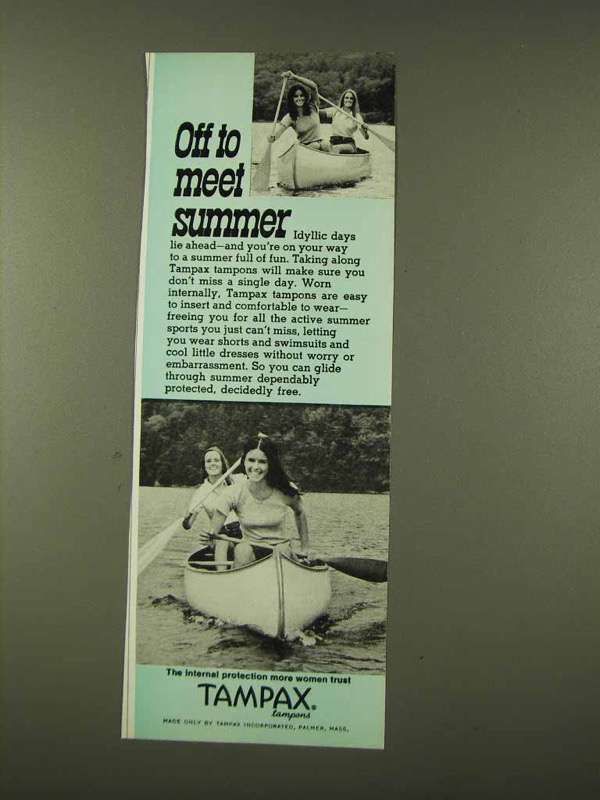 Off to
meet
summer Idyllic days
lie ahead—and you're on your way
to a summer full of fun. Taking along
Tampax tampons will make sure you
don't miss a single day. Worn
internally, Tampax tampons are easy
to insert and comfortable to wear—
freeing you for all the active summer
sports you just can't miss, letting
you wear shorts and swimsuits and
cool little dresses without worry or
embarrassment. So you can glide
through summer dependably
protected, decidedly free.
The internal protection more women trust
TAMPAX®
tampons
MADE ONLY BY TAMPAX INCORPORATED, PALMER, MASS.